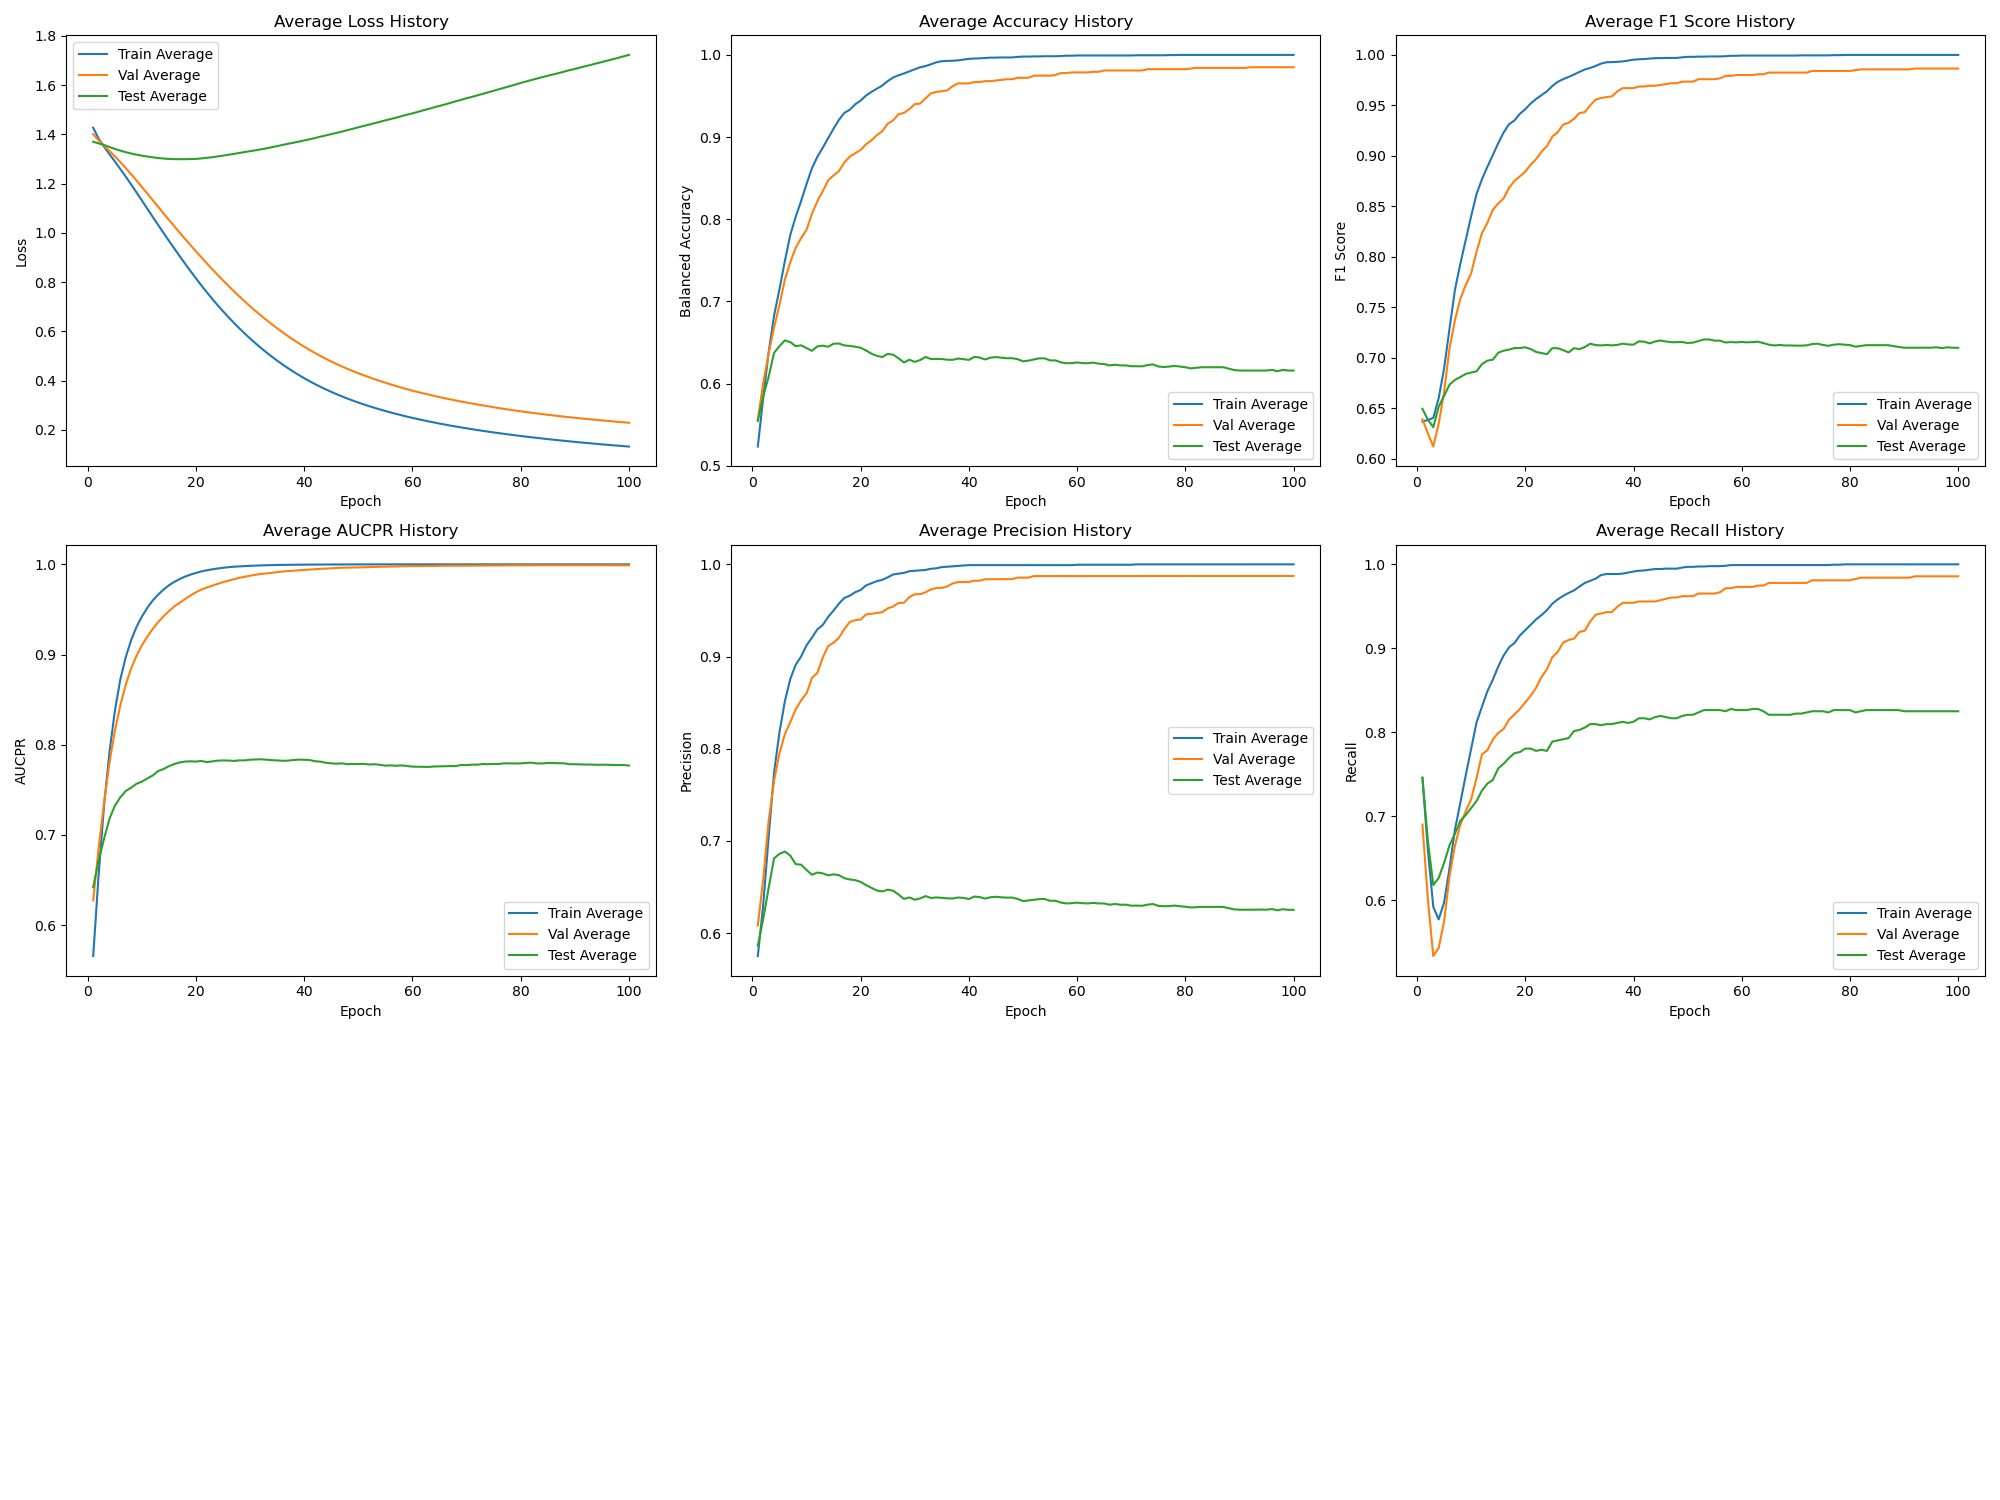 Average Loss History
1.8
1.6
1.4
1.2
1.0
0.8
0.6
0.4
0.2
Loss
Train Average
Val Average
Test Average
0 20 40 60 80 100
Epoch
Average Accuracy History
1.0
0.9
0.8
0.7
0.6
0.5
Balanced Accuracy
Train Average
Val Average
Test Average
0 20 40 60 80 100
Epoch
Average F1 Score History
1.00
0.95
0.90
0.85
0.80
0.75
0.70
0.65
0.60
F1 Score
Train Average
Val Average
Test Average
0 20 40 60 80 100
Epoch
Average AUCPR History
1.0
0.9
0.8
0.7
0.6
AUCPR
Train Average
Val Average
Test Average
0 20 40 60 80 100
Epoch
Average Precision History
1.0
0.9
0.8
0.7
0.6
Precision
Train Average
Val Average
Test Average
0 20 40 60 80 100
Epoch
Average Recall History
1.0
0.9
0.8
0.7
0.6
Recall
Train Average
Val Average
Test Average
0 20 40 60 80 100
Epoch